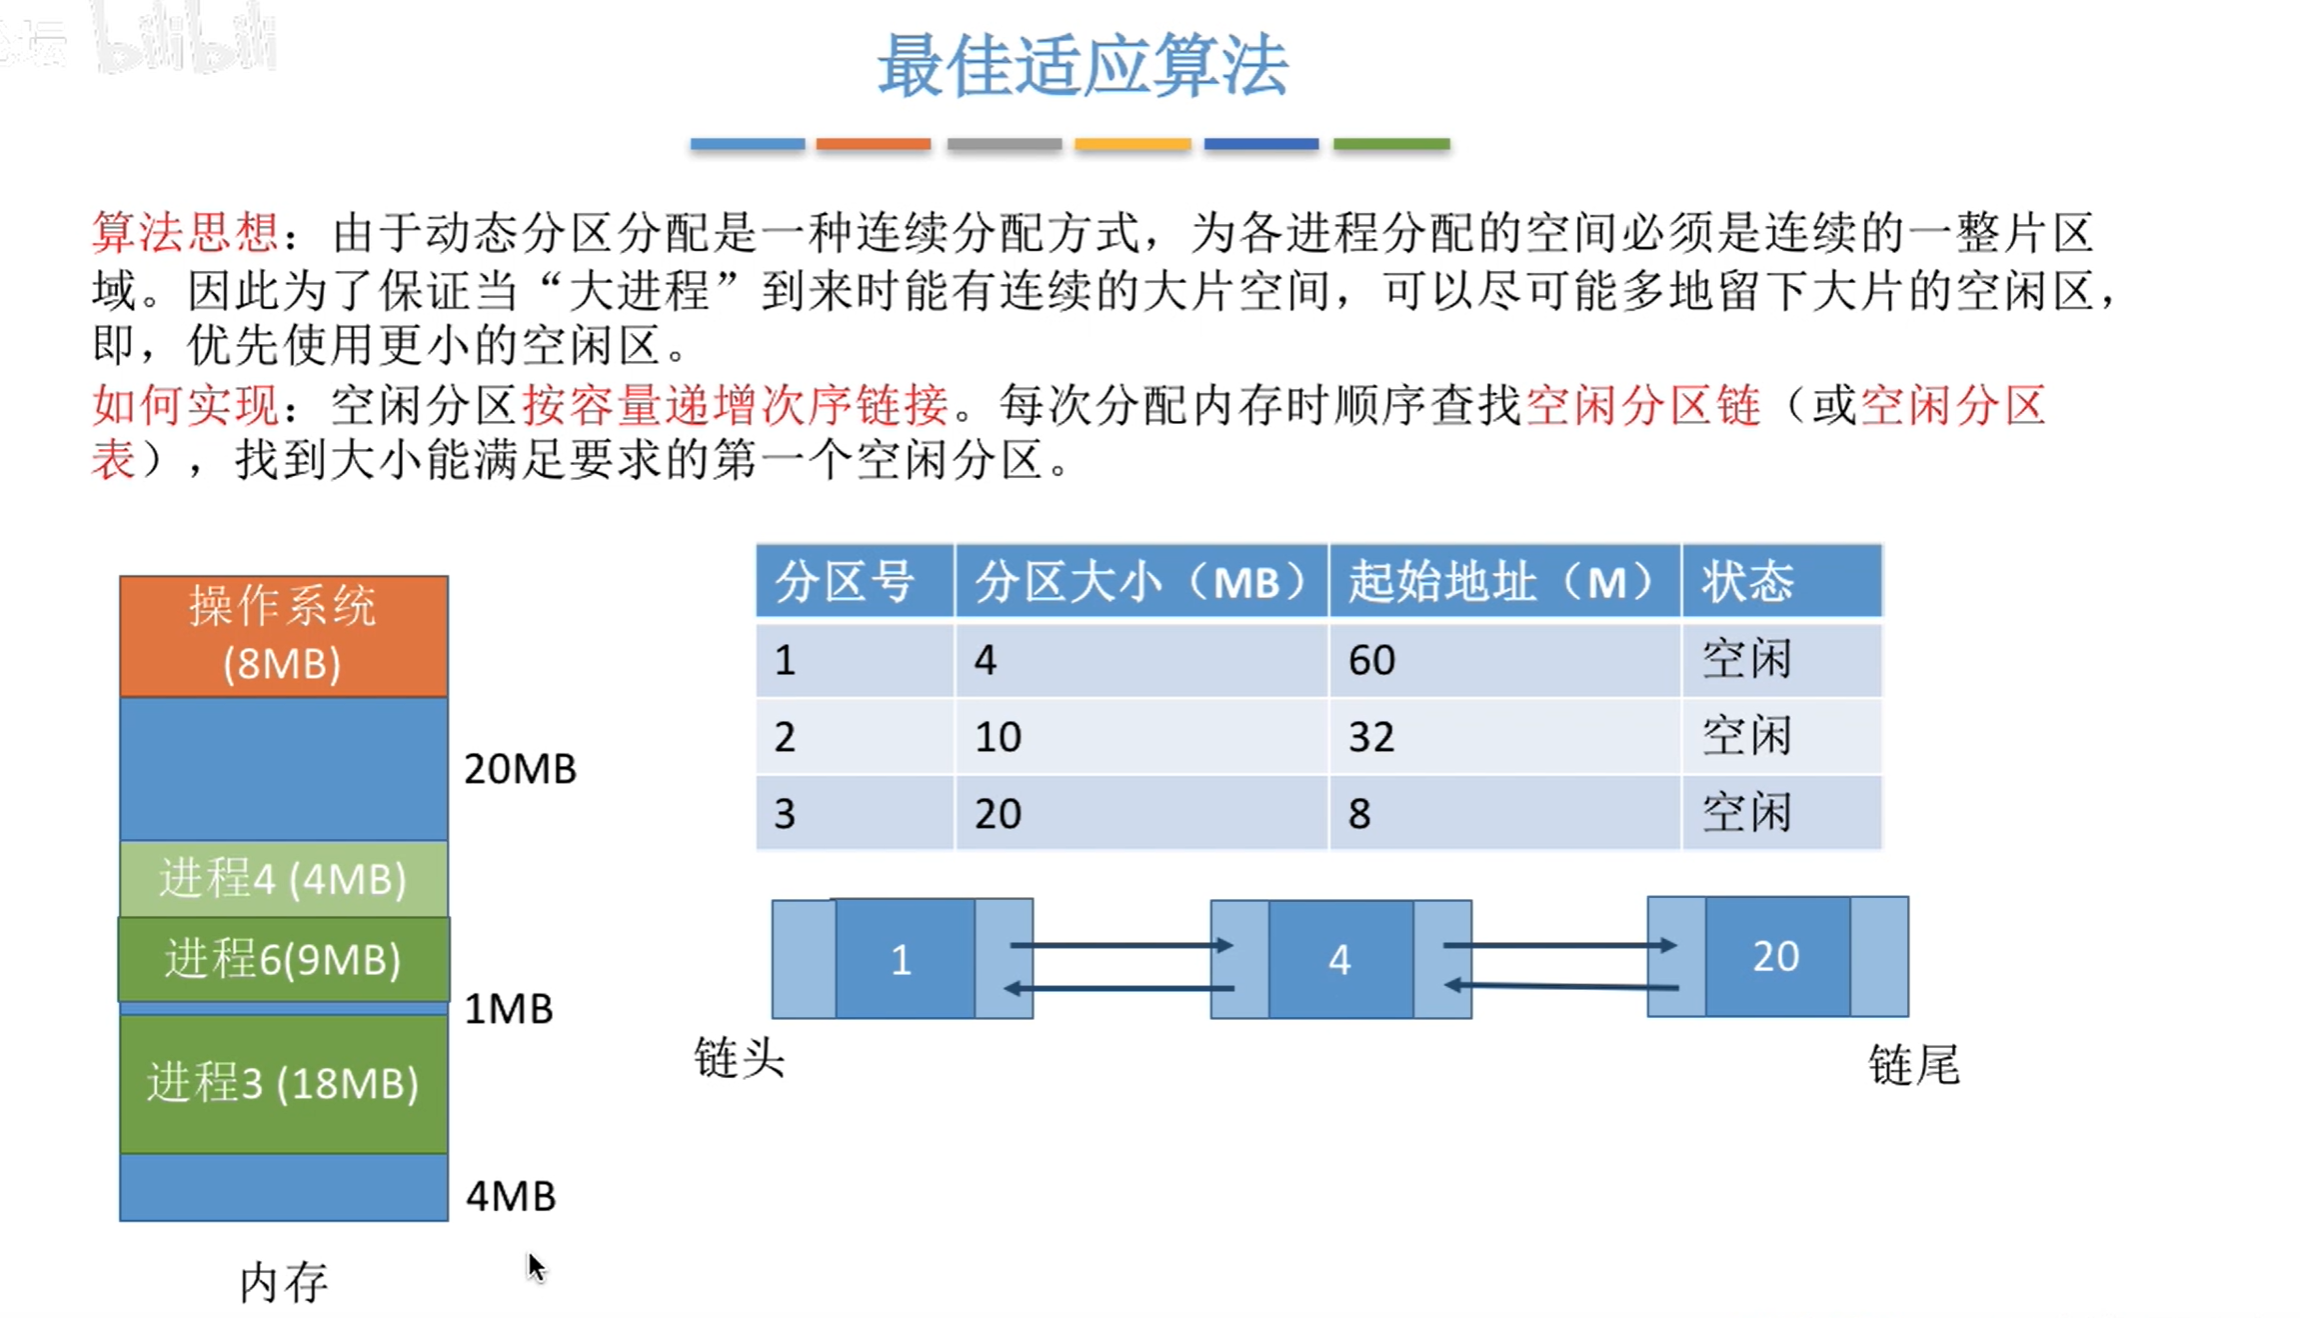 坛 bilibili
最佳适应算法
算法思想：由于动态分区分配是一种连续分配方式，为各进程分配的空间必须是连续的一整片区
域。因此为了保证当“大进程”到来时能有连续的大片空间，可以尽可能多地留下大片的空闲区，
即，优先使用更小的空闲区。
如何实现：空闲分区按容量递增次序链接。每次分配内存时顺序查找空闲分区链（或空闲分区
表），找到大小能满足要求的第一个空闲分区。
操作系统
(8MB)
20MB
进程4 (4MB)
进程6(9MB)
1MB
进程3 (18MB)
4MB
内存
分区号 分区大小（MB） 起始地址（M） 状态
1 4 60 空闲
2 10 32 空闲
3 20 8 空闲
1 4 20
链头 链尾